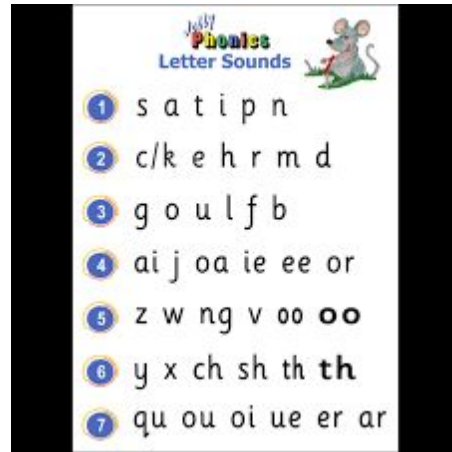 Jolly
Phonics
Letter Sounds
1 s a t i p n
2 c/k e h r m d
3 g o u l f b
4 ai j oa ie ee or
5 z w ng v oo oo
6 y x ch sh th th
7 qu ou oi ue er ar